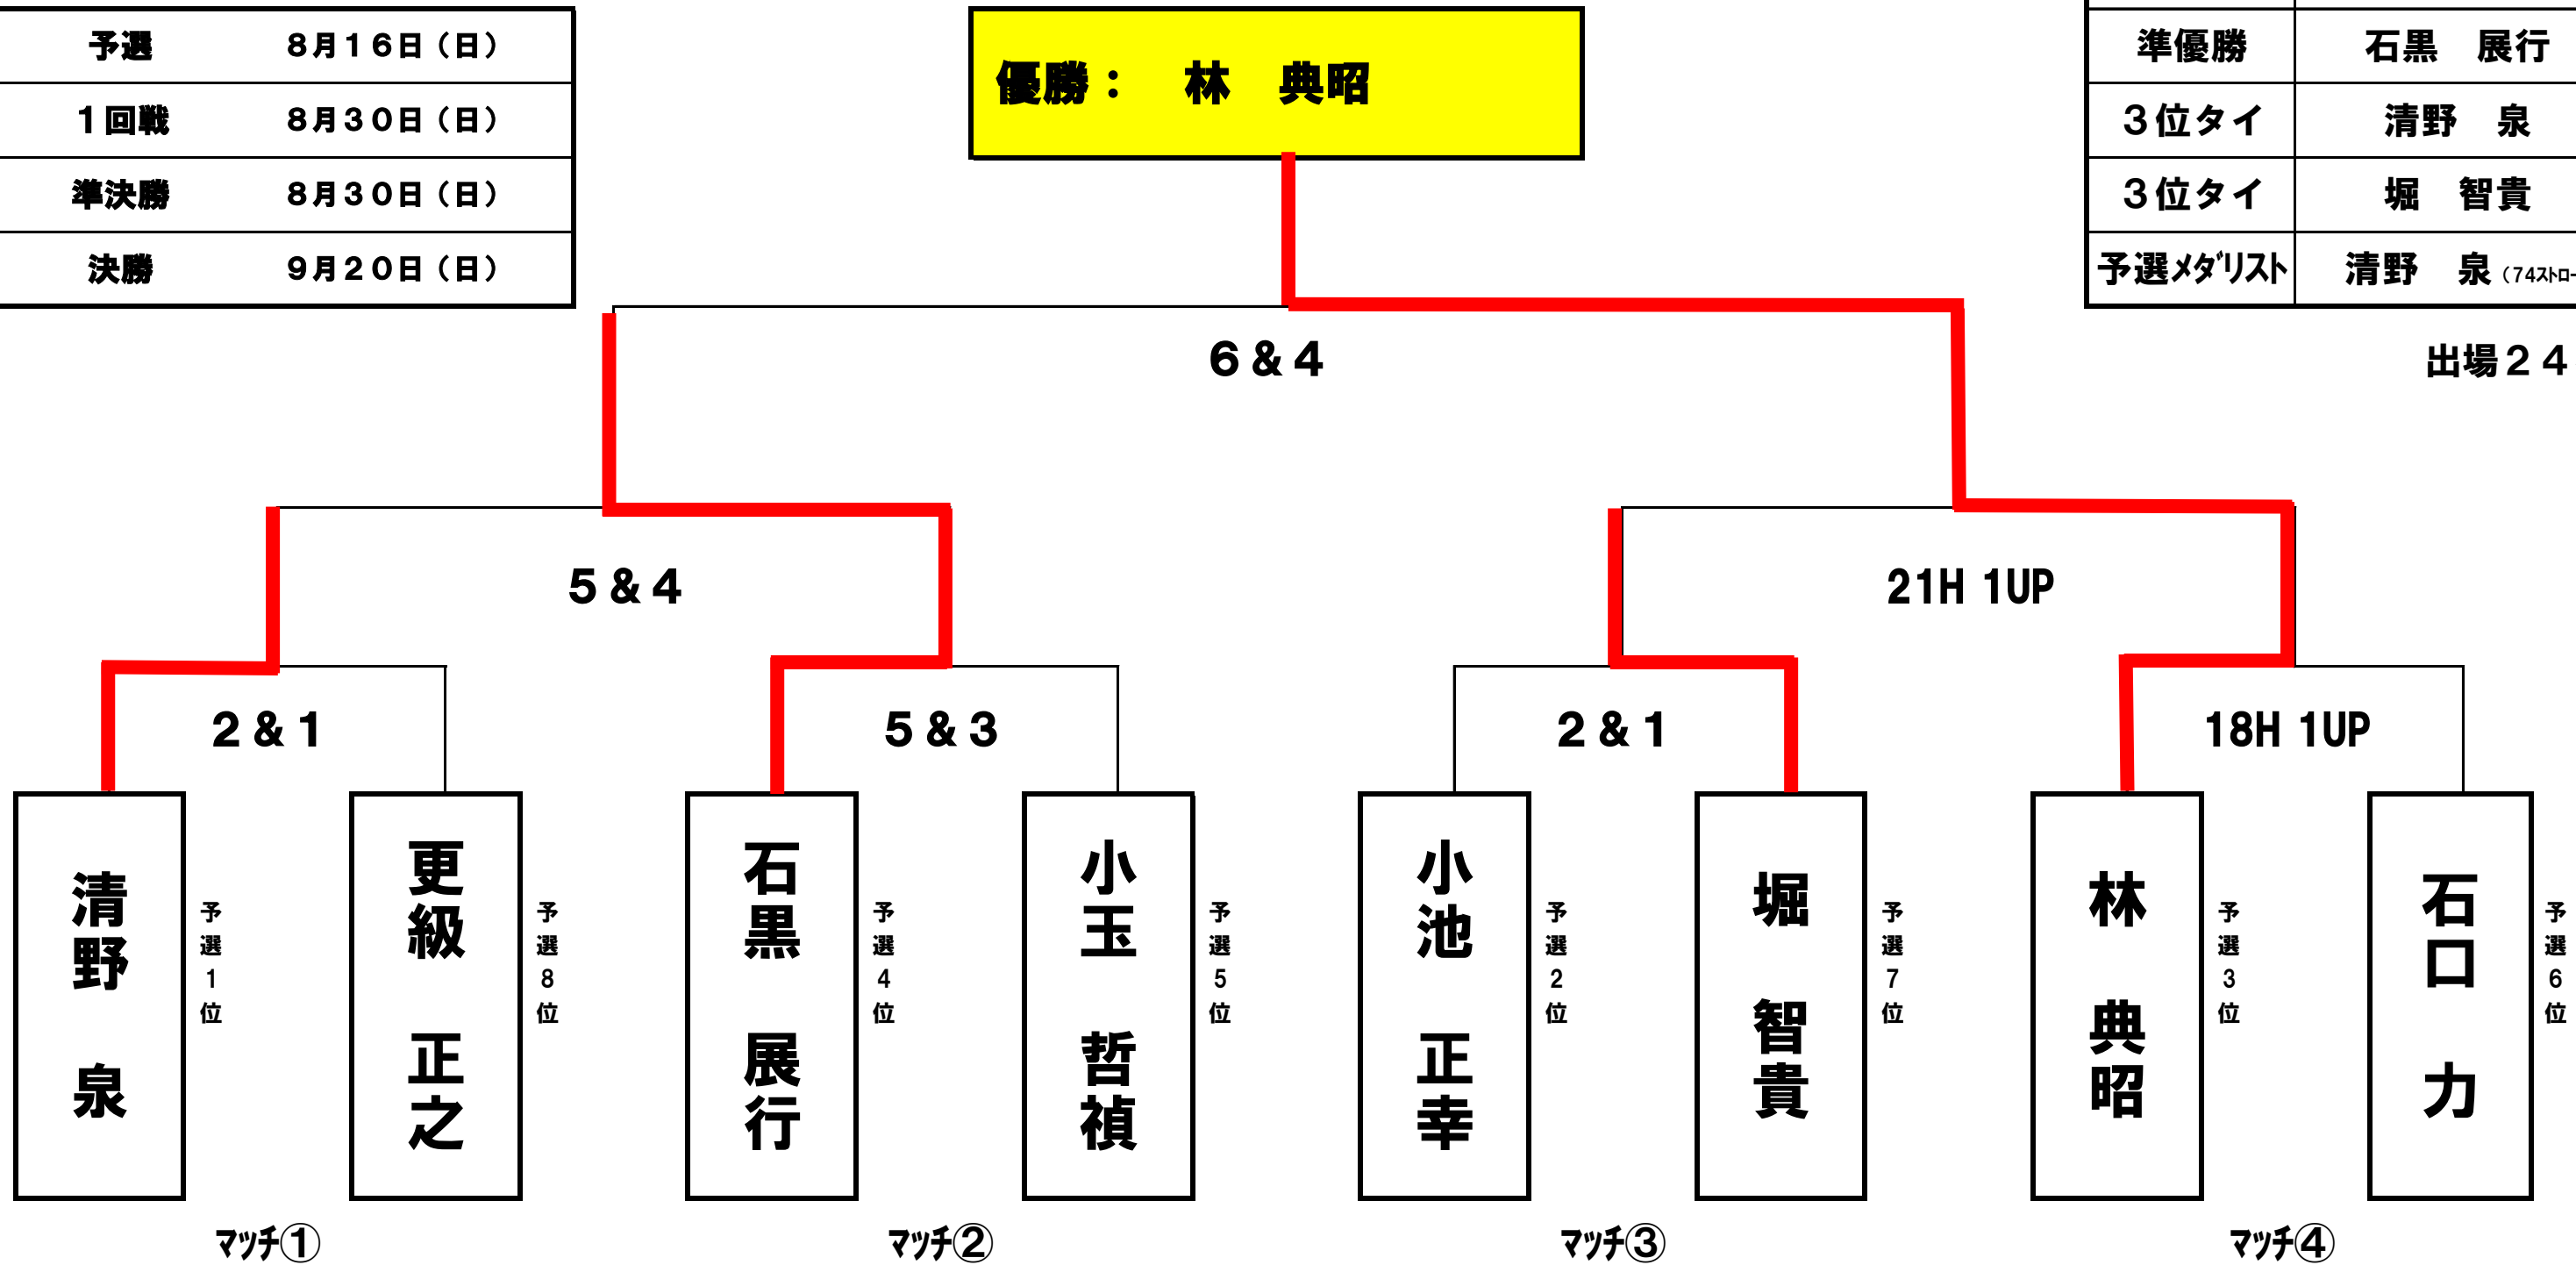 予選　８月１６日（日）
１回戦　８月３０日（日）
準決勝　８月３０日（日）
決勝　９月２０日（日）
優勝：　林　典昭
準優勝　石黒　展行
３位タイ　清野　泉
３位タイ　堀　智貴
予選ﾒﾀﾞﾘｽﾄ　清野　泉（74ｽﾄﾛｰ
出場２４
６＆４
５＆４
21H 1UP
２＆１
５＆３
２＆１
18H 1UP
清野　泉
予選1位
更級　正之
予選8位
石黒　展行
予選4位
小玉　哲禎
予選5位
小池　正幸
予選2位
堀　智貴
予選7位
林　典昭
予選3位
石口　力
予選6位
ﾏｯﾁ①
ﾏｯﾁ②
ﾏｯﾁ③
ﾏｯﾁ④